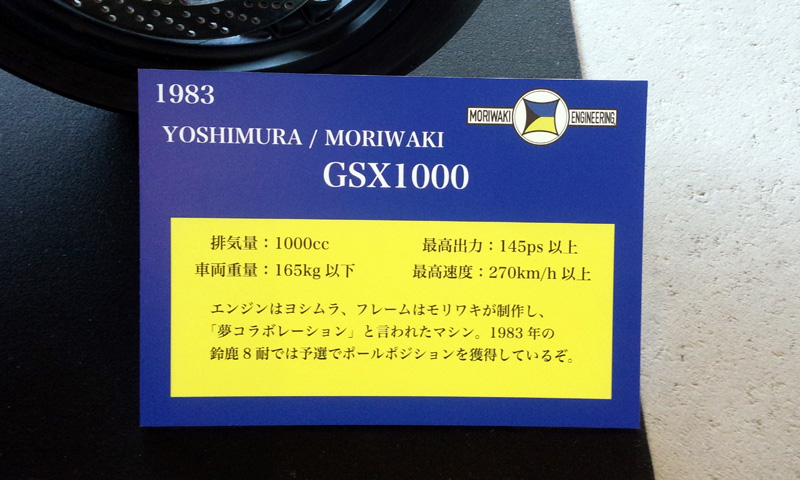 1983
MORIWAKI ENGINEERING
YOSHIMURA / MORIWAKI
GSX1000
排気量：1000cc 最高出力：145ps 以上
車両重量：165kg 以下 最高速度：270km/h 以上
エンジンはヨシムラ、フレームはモリワキが制作し、
「夢コラボレーション」と言われたマシン。1983 年の
鈴鹿 8 耐では予選でポールポジションを獲得しているぞ。